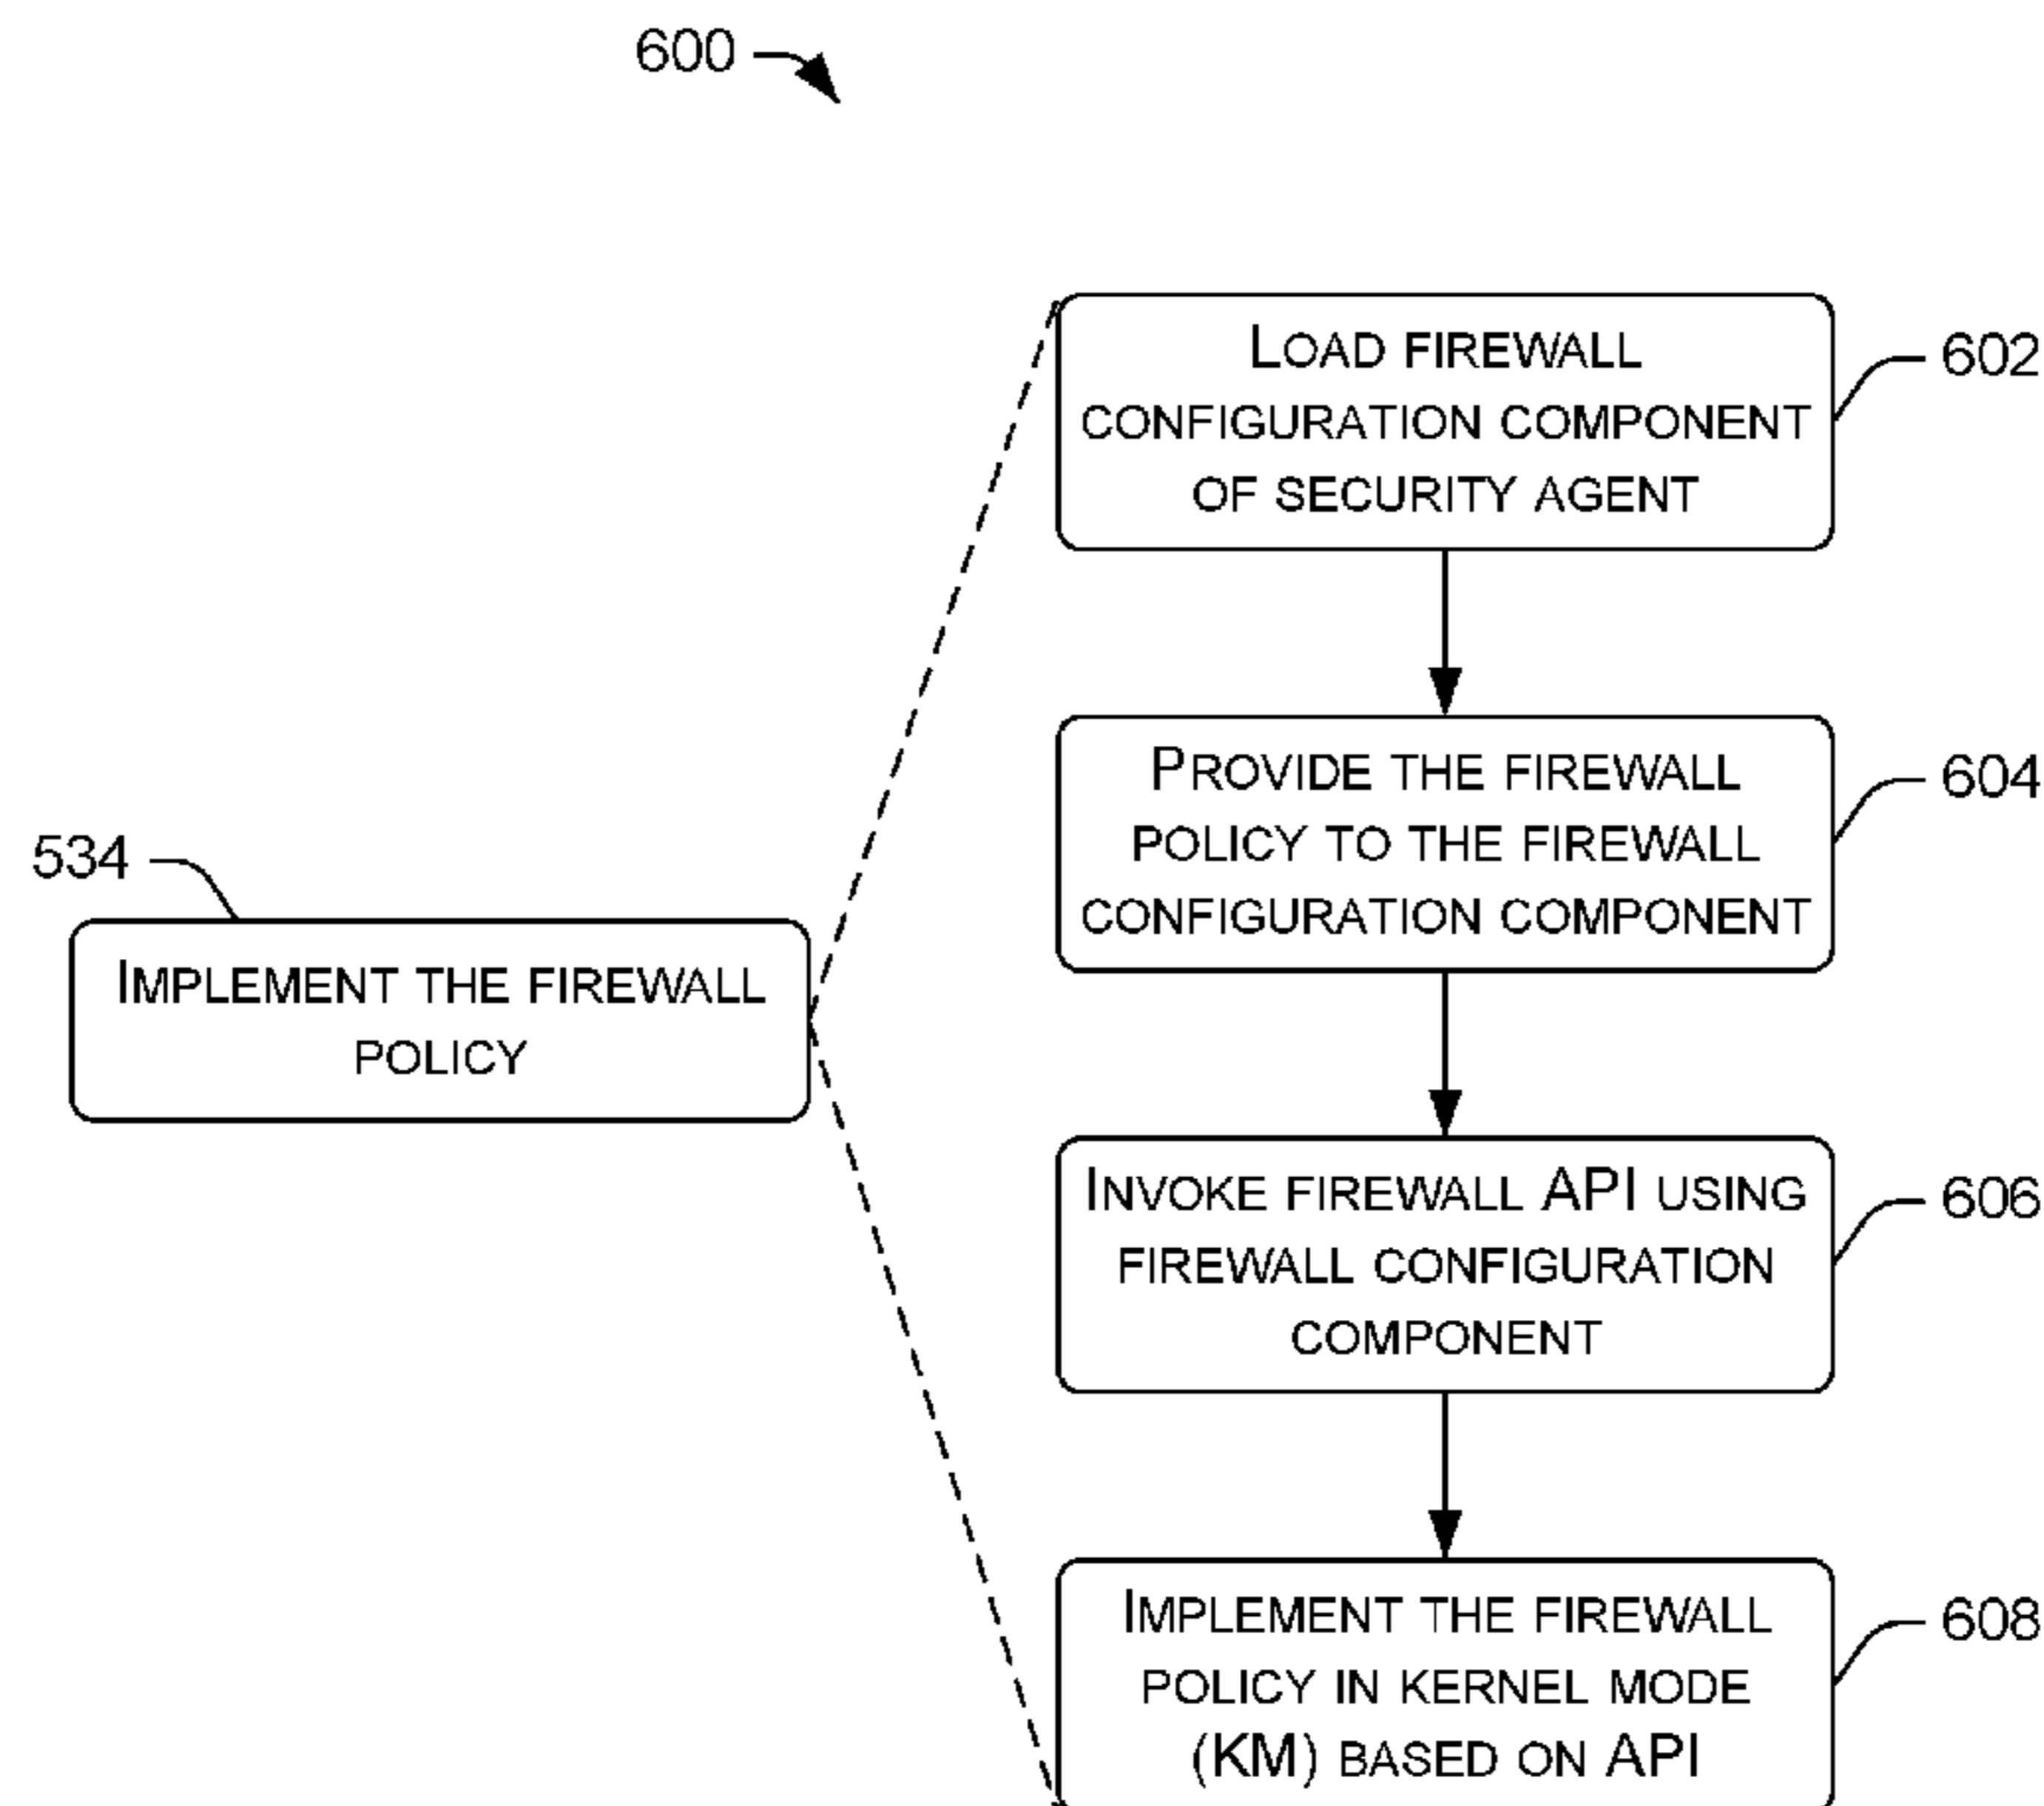 600
LOAD FIREWALL
CONFIGURATION COMPONENT
OF SECURITY AGENT
602
PROVIDE THE FIREWALL
POLICY TO THE FIREWALL
CONFIGURATION COMPONENT
604
534
IMPLEMENT THE FIREWALL
POLICY
INVOKE FIREWALL API USING
FIREWALL CONFIGURATION
COMPONENT
606
IMPLEMENT THE FIREWALL
POLICY IN KERNEL MODE
(KM) BASED ON API
608